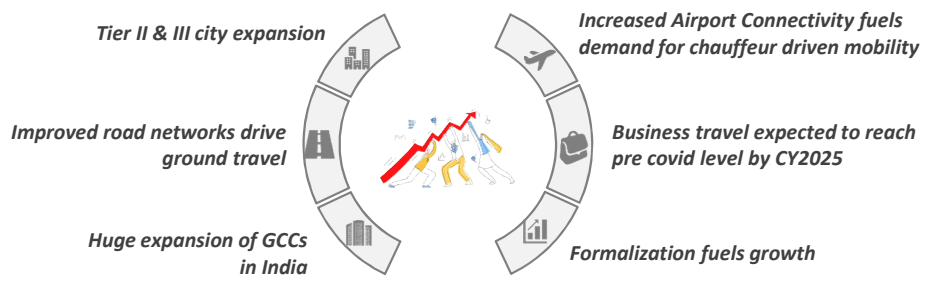 Tier II & III city expansion
Improved road networks drive
ground travel
Huge expansion of GCCs
in India
Increased Airport Connectivity fuels
demand for chauffeur driven mobility
Business travel expected to reach
pre covid level by CY2025
Formalization fuels growth